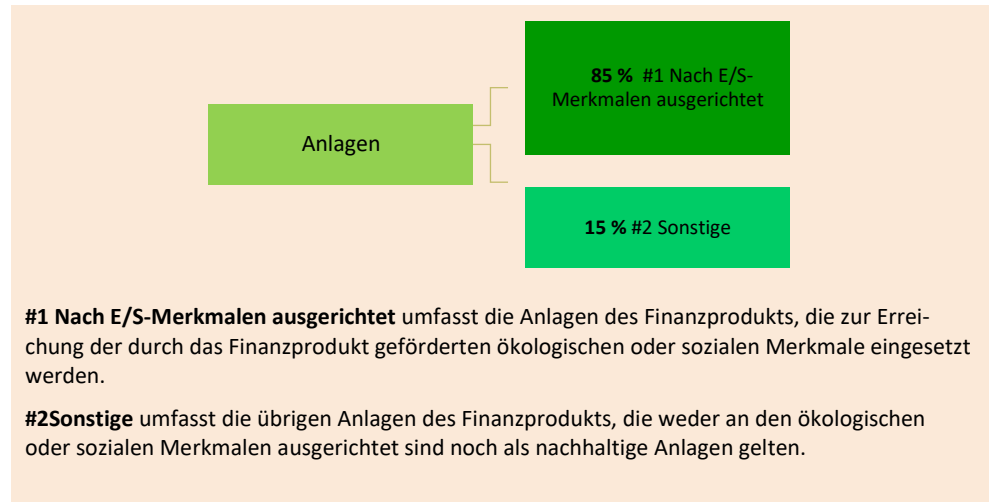 85 % #1 Nach E/S-
Merkmalen ausgerichtet
Anlagen
15 % #2 Sonstige
#1 Nach E/S-Merkmalen ausgerichtet umfasst die Anlagen des Finanzprodukts, die zur Errei-
chung der durch das Finanzprodukt geförderten ökologischen oder sozialen Merkmale eingesetzt
werden.
#2Sonstige umfasst die übrigen Anlagen des Finanzprodukts, die weder an den ökologischen
oder sozialen Merkmalen ausgerichtet sind noch als nachhaltige Anlagen gelten.